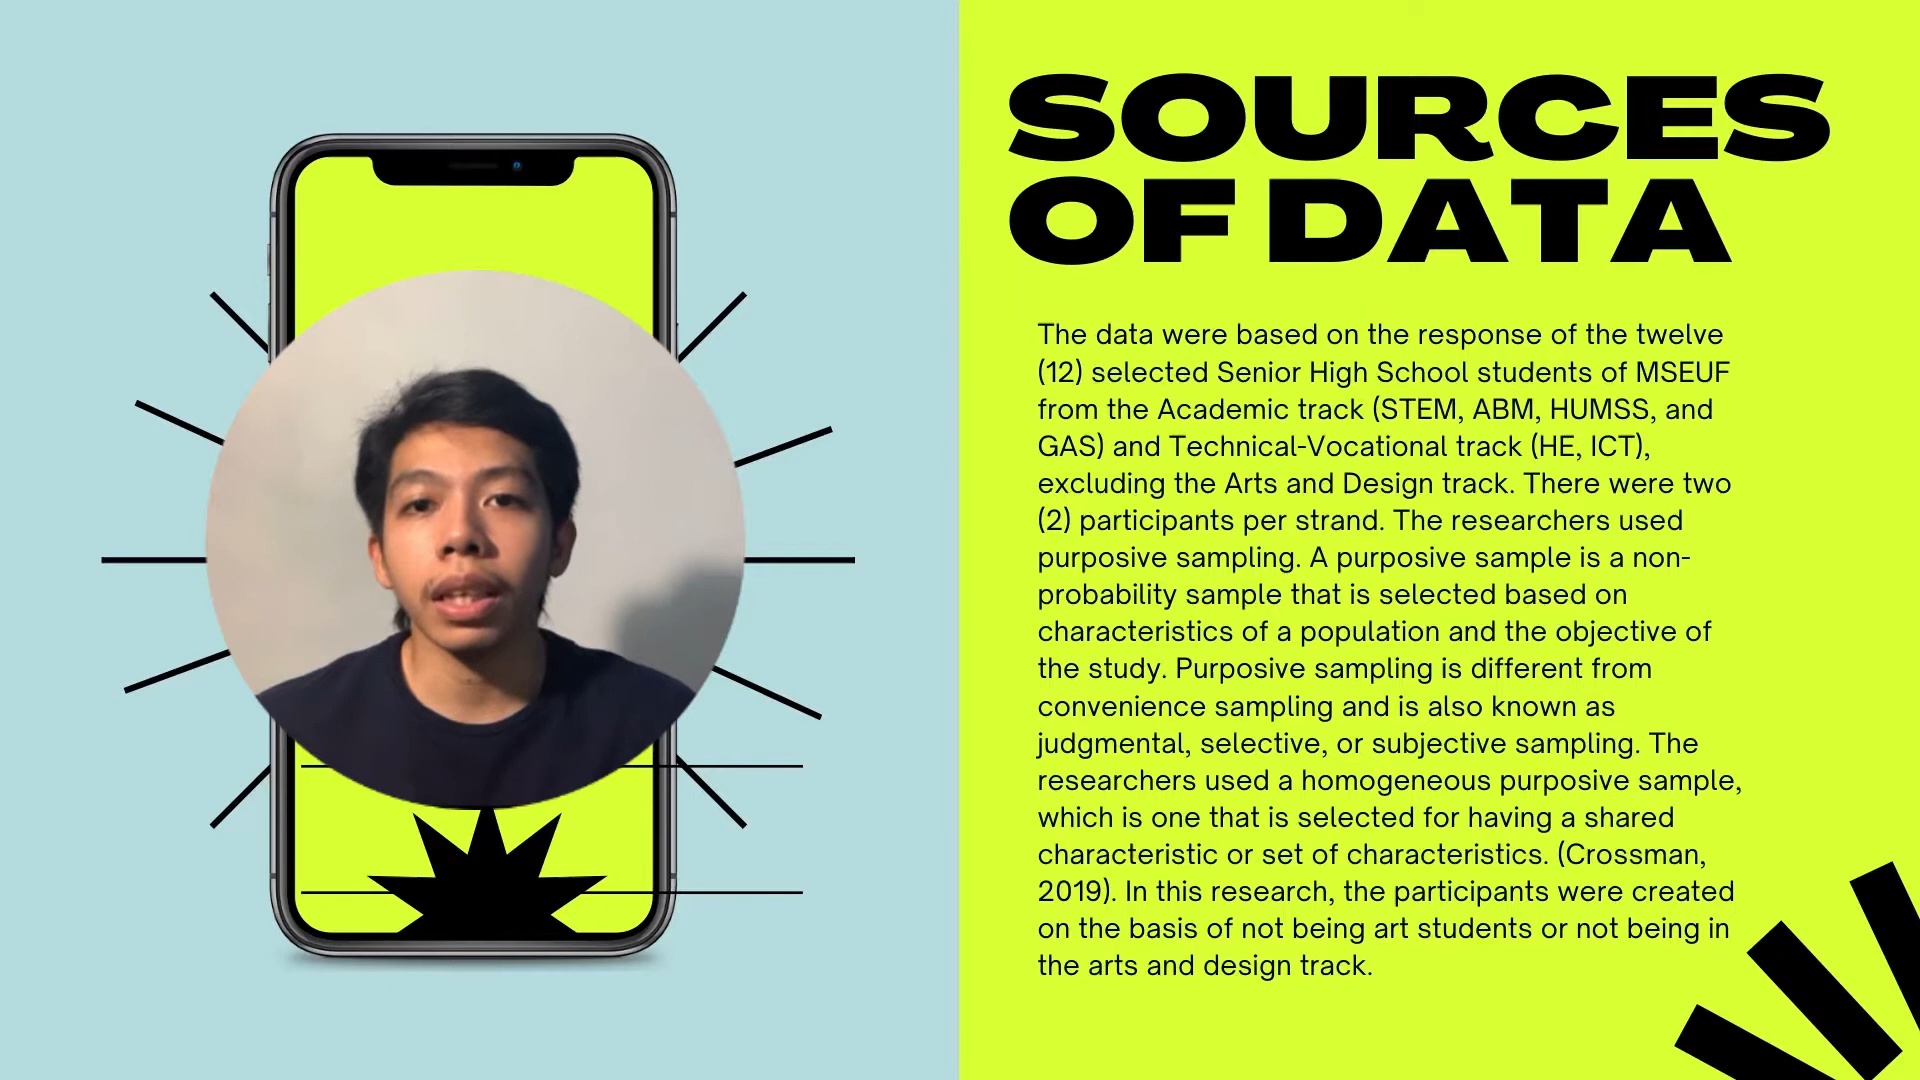 SOURCES
OF DATA
The data were based on the response of the twelve
(12) selected Senior High School students of MSEUF
from the Academic track (STEM, ABM, HUMSS, and
GAS) and Technical-Vocational track (HE, ICT),
excluding the Arts and Design track. There were two
(2) participants per strand. The researchers used
purposive sampling. A purposive sample is a non-
probability sample that is selected based on
characteristics of a population and the objective of
the study. Purposive sampling is different from
convenience sampling and is also known as
judgmental, selective, or subjective sampling. The
researchers used a homogeneous purposive sample,
which is one that is selected for having a shared
characteristic or set of characteristics. (Crossman,
2019). In this research, the participants were created
on the basis of not being art students or not being in
the arts and design track.